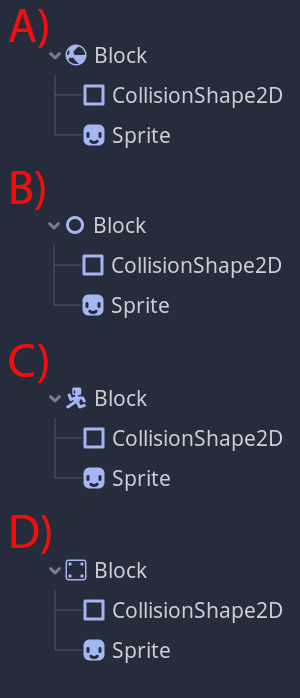 A)
Block
CollisionShape2D
Sprite
B)
Block
CollisionShape2D
Sprite
C)
Block
CollisionShape2D
Sprite
D)
Block
CollisionShape2D
Sprite